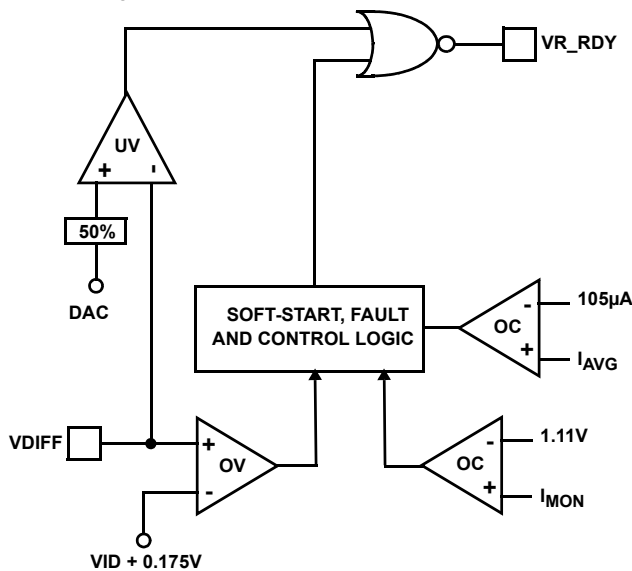 VR_RDY
UV
+ -
50%
DAC
SOFT-START, FAULT
AND CONTROL LOGIC
- 105µA
OC
+ IAVG
VDIFF
+
OV
-
VID + 0.175V
- 1.11V
OC
+ IMON